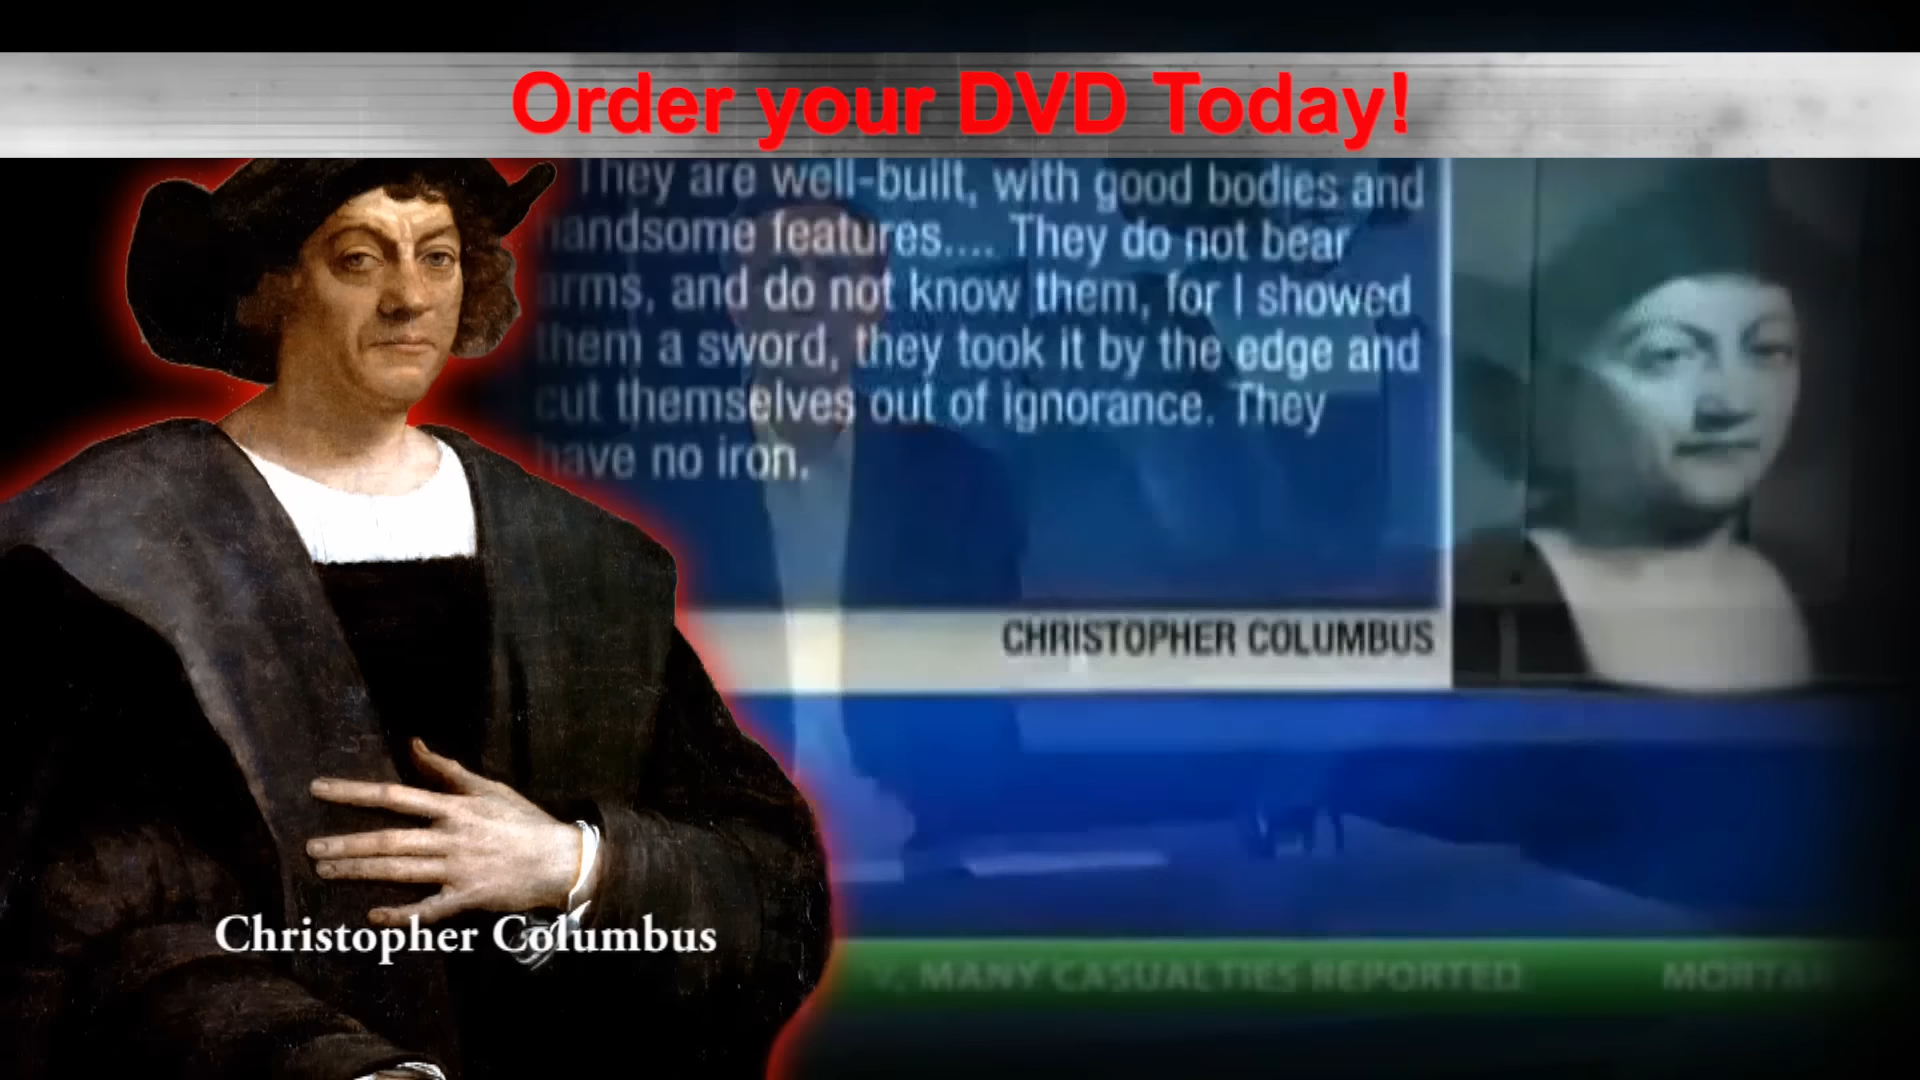 Order your DVD Today!
They are well-built, with good bodies and
handsome features.... They do not bear
arms, and do not know them, for I showed
them a sword, they took it by the edge and
cut themselves out of ignorance. They
have no iron.
CHRISTOPHER COLUMBUS
Christopher Columbus
MANY CASUALTIES REPORTED